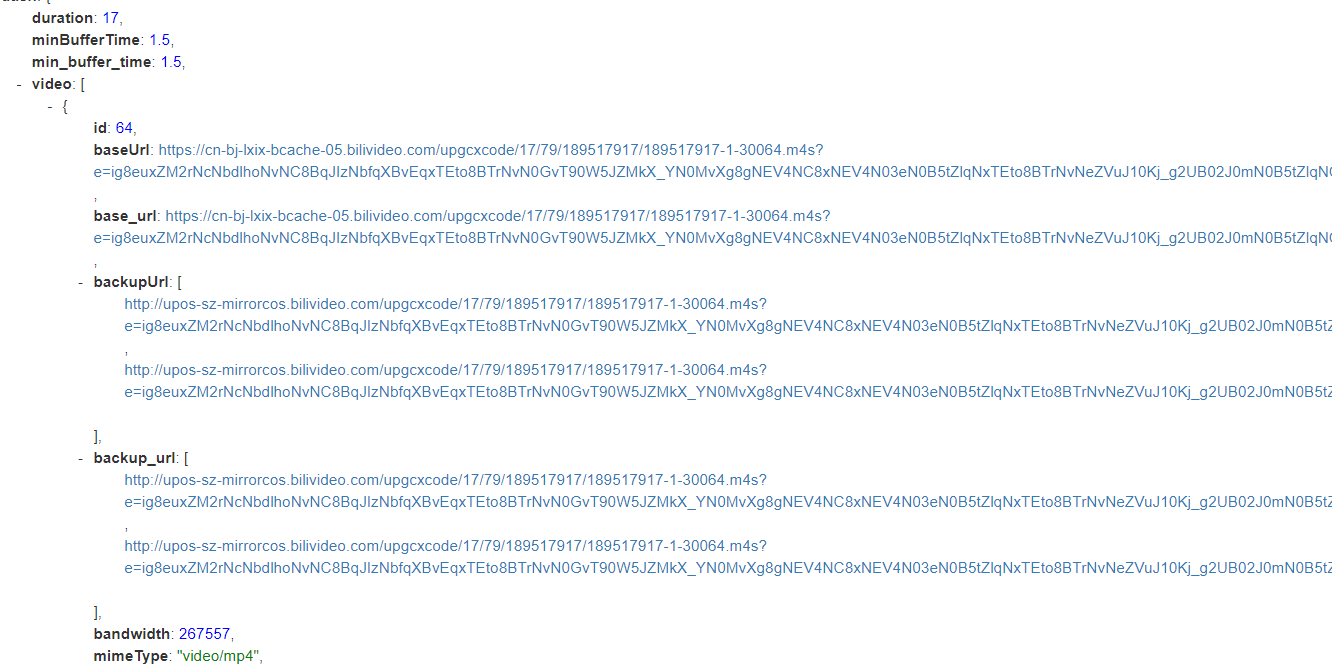 duration: 17,
minBufferTime: 1.5,
min_buffer_time: 1.5,
- video: [
- {
id: 64,
baseUrl: https://cn-bj-lxix-bcache-05.bilivideo.com/upgcxcode/17/79/189517917/189517917-1-30064.m4s?
e=ig8euxZM2rNcNbdlhoNvNC8BqJIzNbfqXBvEqxTEto8BTrNvN0GvT90W5JZMkX_YN0MvXg8gNEV4NC8xNEV4N03eN0B5tZlqNxTEto8BTrNvNeZVuJ10Kj_g2UB02J0mN0B5tZlqN
,
base_url: https://cn-bj-lxix-bcache-05.bilivideo.com/upgcxcode/17/79/189517917/189517917-1-30064.m4s?
e=ig8euxZM2rNcNbdlhoNvNC8BqJIzNbfqXBvEqxTEto8BTrNvN0GvT90W5JZMkX_YN0MvXg8gNEV4NC8xNEV4N03eN0B5tZlqNxTEto8BTrNvNeZVuJ10Kj_g2UB02J0mN0B5tZlqN
,
- backupUrl: [
http://upos-sz-mirrorcos.bilivideo.com/upgcxcode/17/79/189517917/189517917-1-30064.m4s?
e=ig8euxZM2rNcNbdlhoNvNC8BqJIzNbfqXBvEqxTEto8BTrNvN0GvT90W5JZMkX_YN0MvXg8gNEV4NC8xNEV4N03eN0B5tZlqNxTEto8BTrNvNeZVuJ10Kj_g2UB02J0mN0B5tZ
,
http://upos-sz-mirrorcos.bilivideo.com/upgcxcode/17/79/189517917/189517917-1-30064.m4s?
e=ig8euxZM2rNcNbdlhoNvNC8BqJIzNbfqXBvEqxTEto8BTrNvN0GvT90W5JZMkX_YN0MvXg8gNEV4NC8xNEV4N03eN0B5tZlqNxTEto8BTrNvNeZVuJ10Kj_g2UB02J0mN0B5tZ
],
- backup_url: [
http://upos-sz-mirrorcos.bilivideo.com/upgcxcode/17/79/189517917/189517917-1-30064.m4s?
e=ig8euxZM2rNcNbdlhoNvNC8BqJIzNbfqXBvEqxTEto8BTrNvN0GvT90W5JZMkX_YN0MvXg8gNEV4NC8xNEV4N03eN0B5tZlqNxTEto8BTrNvNeZVuJ10Kj_g2UB02J0mN0B5tZ
,
http://upos-sz-mirrorcos.bilivideo.com/upgcxcode/17/79/189517917/189517917-1-30064.m4s?
e=ig8euxZM2rNcNbdlhoNvNC8BqJIzNbfqXBvEqxTEto8BTrNvN0GvT90W5JZMkX_YN0MvXg8gNEV4NC8xNEV4N03eN0B5tZlqNxTEto8BTrNvNeZVuJ10Kj_g2UB02J0mN0B5tZ
],
bandwidth: 267557,
mimeType: "video/mp4",